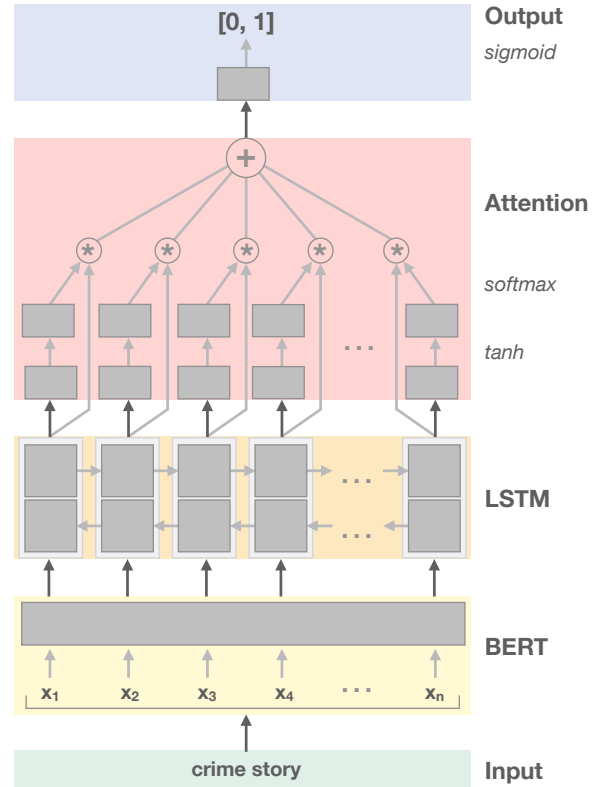 Output
[0, 1]
sigmoid
+
Attention
* * * * *
softmax
...
tanh
...
LSTM
...
BERT
x₁ x₂ x₃ x₄ ... xₙ
crime story
Input